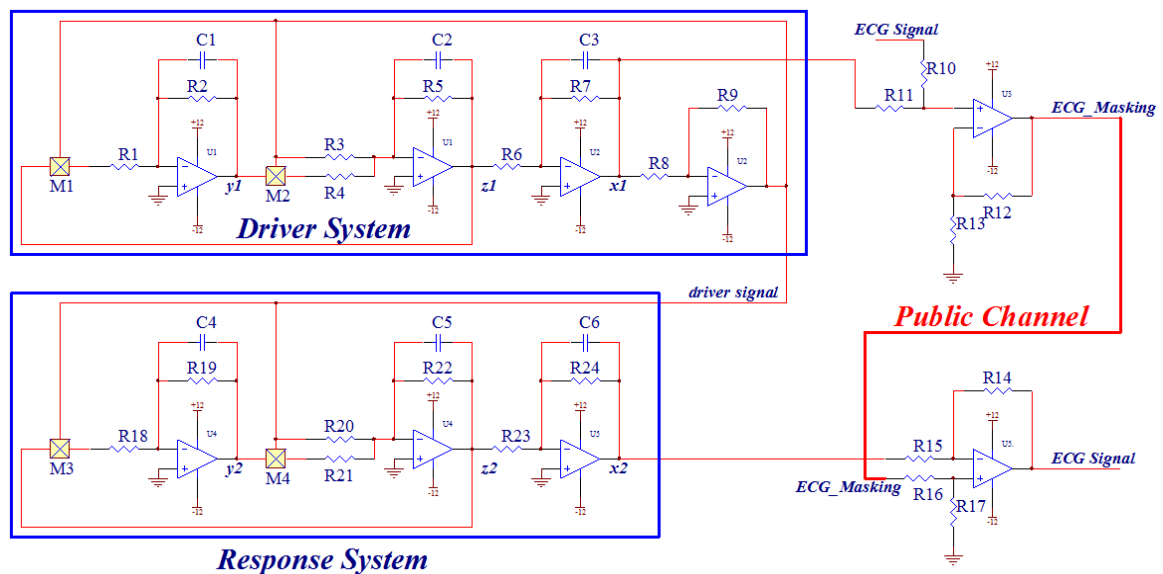 C1
C2
C3
R2
R5
R7
R9
ECG Signal
R10
R11
+12
U3
-12
ECG_Masking
R12
R13
+12
U1
-12
+12
U1
-12
+12
U2
-12
+12
U2
-12
M1
R1
y1
M2
R3
R4
z1
R6
x1
R8
Driver System
driver signal
Public Channel
C4
C5
C6
R19
R22
R24
R14
+12
U4
-12
+12
U4
-12
+12
U5
-12
+12
U5.
-12
M3
R18
y2
M4
R20
R21
z2
R23
x2
R15
ECG Signal
ECG_Masking
R16
R17
Response System